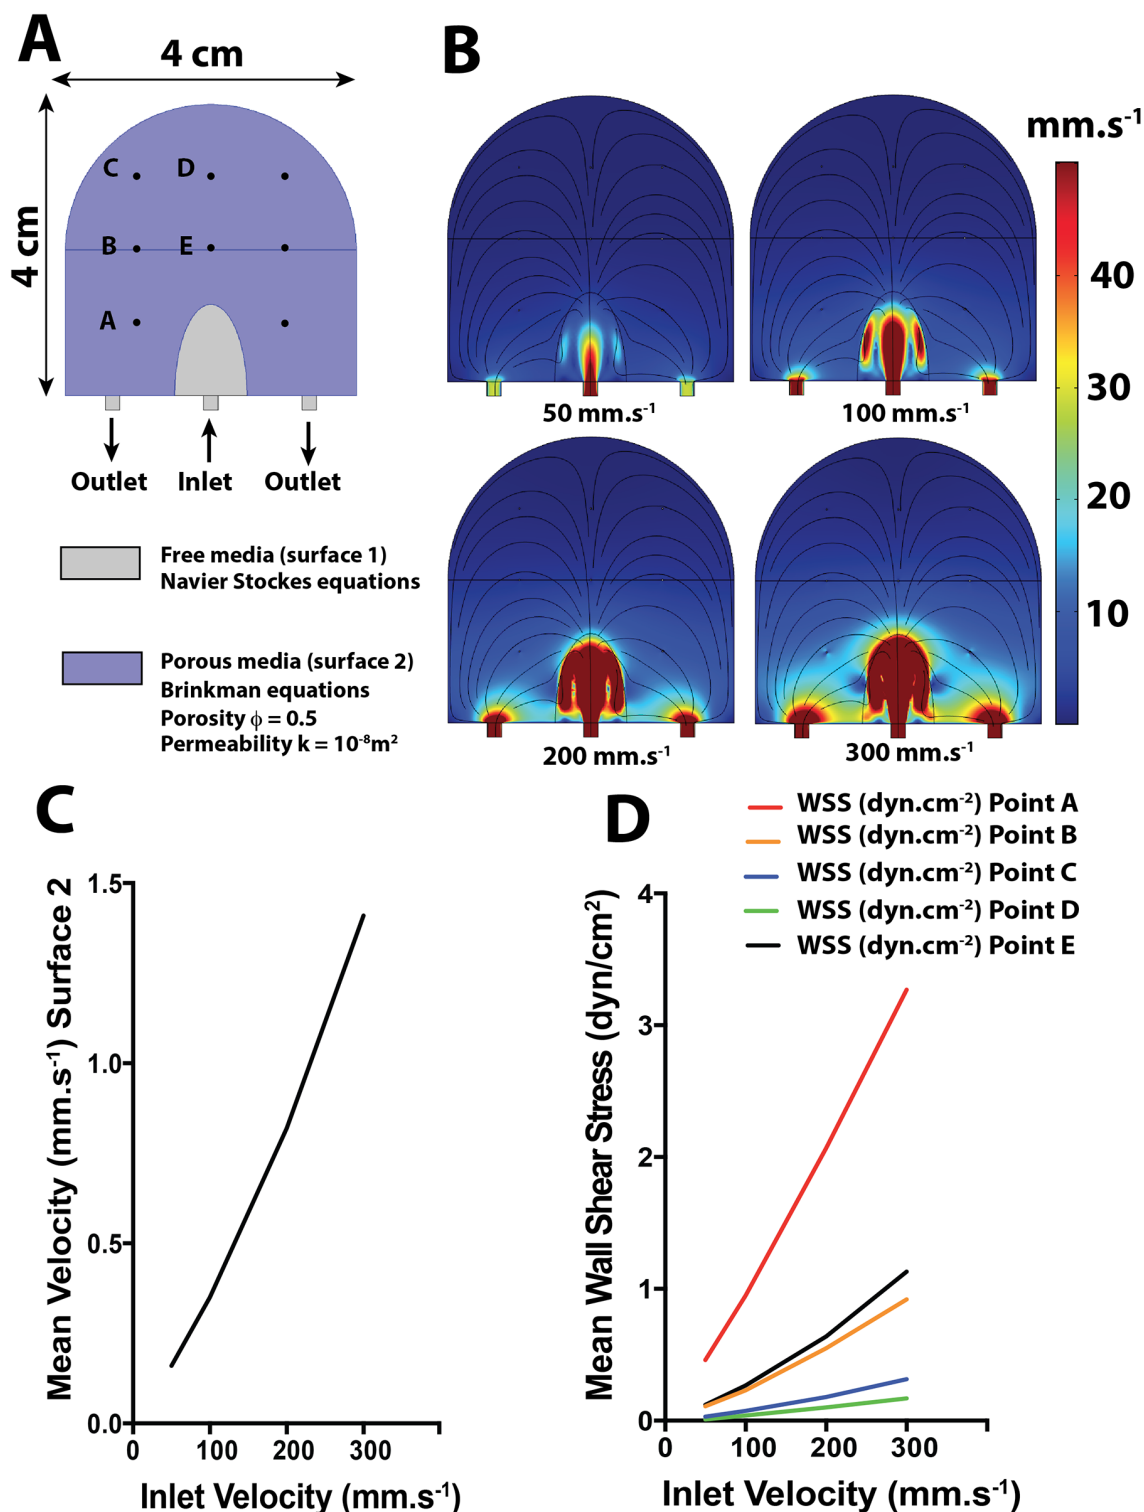 A
4 cm
4 cm
C
D
B
E
A
Outlet
Inlet
Outlet
Free media (surface 1)
Navier Stockes equations
Porous media (surface 2)
Brinkman equations
Porosity ϕ = 0.5
Permeability k = 10⁻⁸m²
B
mm.s⁻¹
40
30
20
10
50 mm.s⁻¹
100 mm.s⁻¹
200 mm.s⁻¹
300 mm.s⁻¹
C
Mean Velocity (mm.s⁻¹) Surface 2
1.5
1.0
0.5
0.0
0
100
200
300
Inlet Velocity (mm.s⁻¹)
D
WSS (dyn.cm⁻²) Point A
WSS (dyn.cm⁻²) Point B
WSS (dyn.cm⁻²) Point C
WSS (dyn.cm⁻²) Point D
WSS (dyn.cm⁻²) Point E
Mean Wall Shear Stress (dyn/cm²)
4
3
2
1
0
0
100
200
300
Inlet Velocity (mm.s⁻¹)